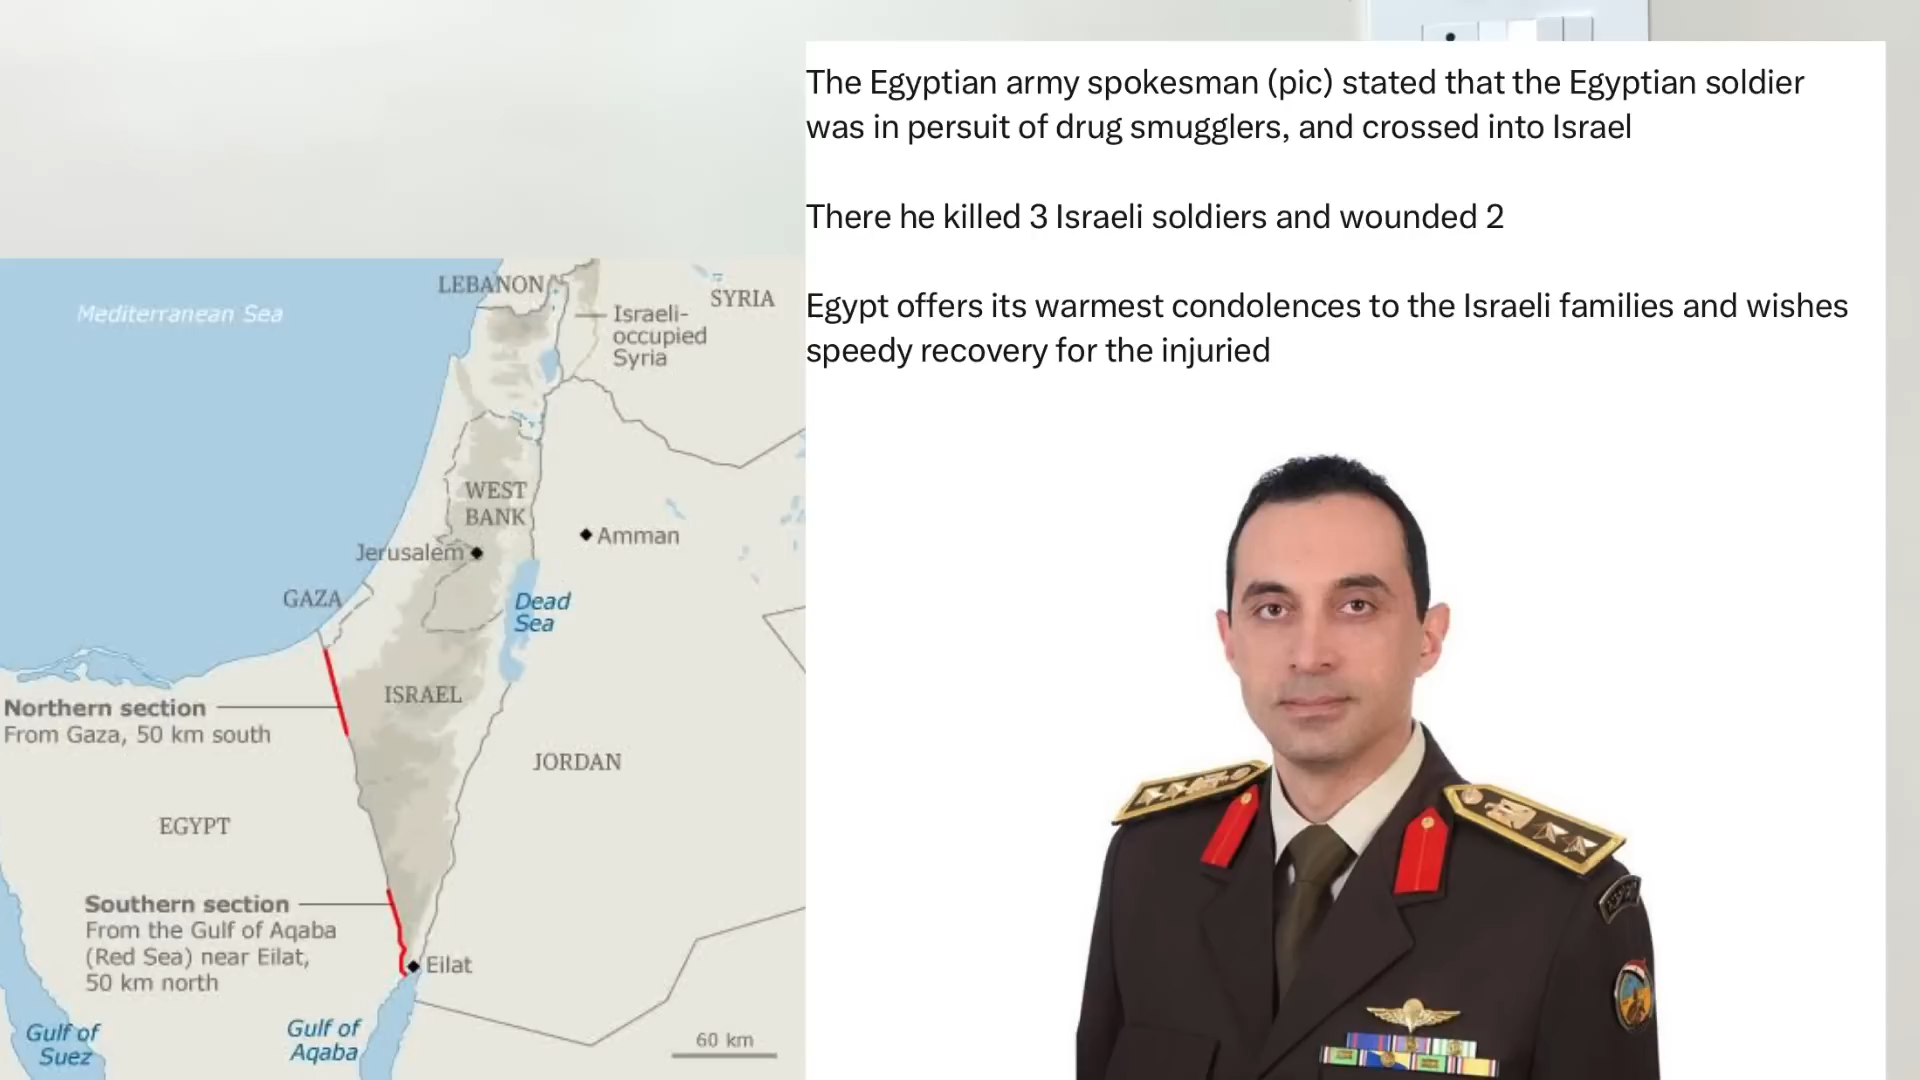 The Egyptian army spokesman (pic) stated that the Egyptian soldier
was in persuit of drug smugglers, and crossed into Israel
There he killed 3 Israeli soldiers and wounded 2
Egypt offers its warmest condolences to the Israeli families and wishes
speedy recovery for the injuried
Mediterranean Sea
LEBANON
SYRIA
Israeli-
occupied
Syria
WEST
BANK
Jerusalem
Amman
GAZA
Dead
Sea
ISRAEL
Northern section
From Gaza, 50 km south
JORDAN
EGYPT
Southern section
From the Gulf of Aqaba
(Red Sea) near Eilat,
50 km north
Eilat
Gulf of
Suez
Gulf of
Aqaba
60 km